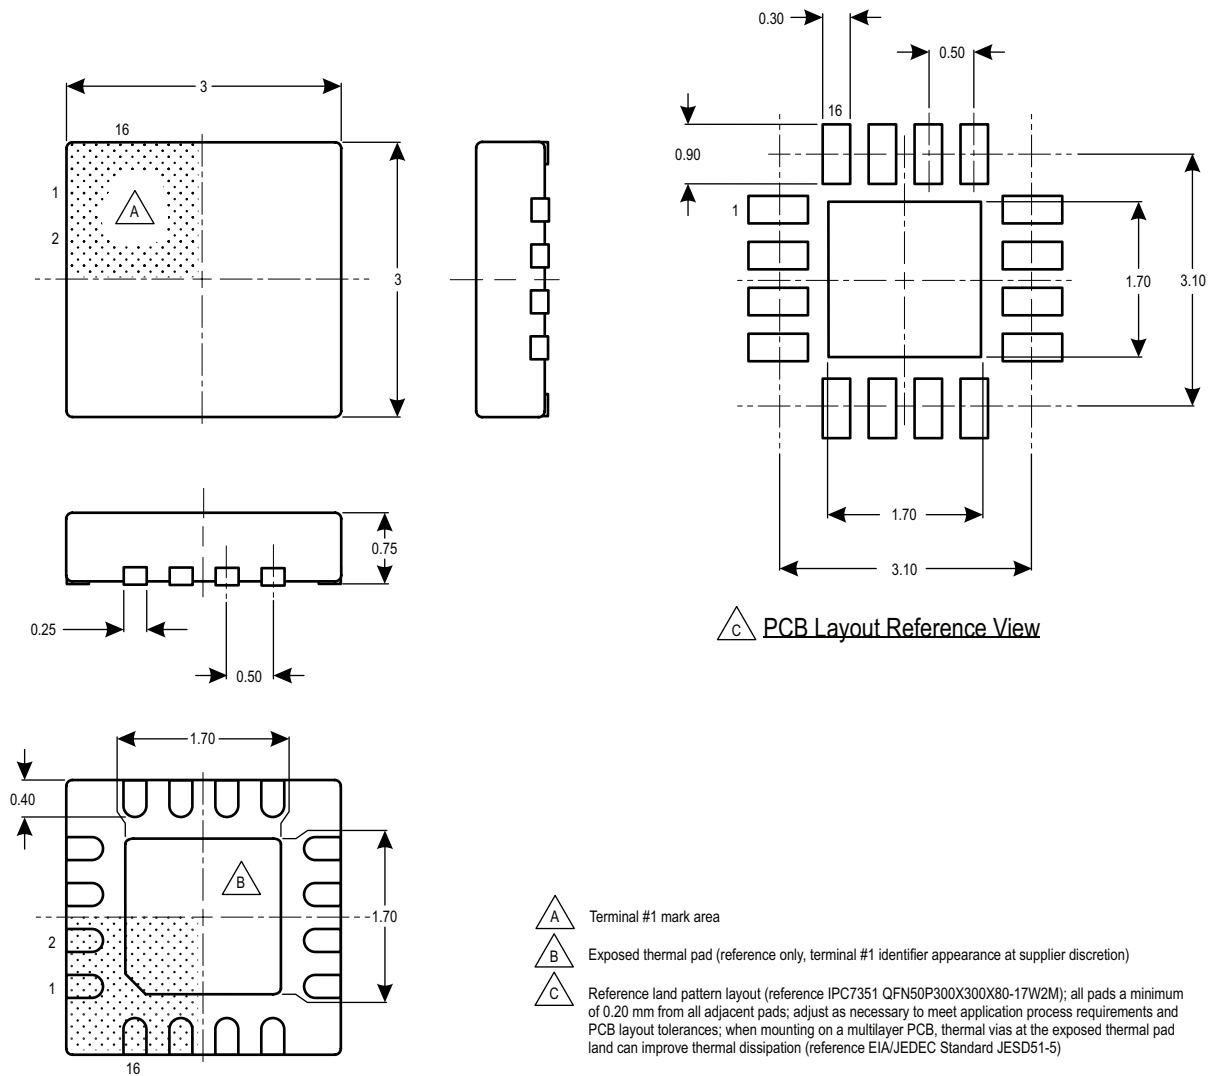 3
16
1
A
2
3
0.75
0.25
0.50
1.70
0.40
B
1.70
2
1
16
0.30
0.50
16
0.90
1
1.70
3.10
1.70
3.10
C PCB Layout Reference View
A Terminal #1 mark area
B Exposed thermal pad (reference only, terminal #1 identifier appearance at supplier discretion)
C Reference land pattern layout (reference IPC7351 QFN50P300X300X80-17W2M); all pads a minimum
of 0.20 mm from all adjacent pads; adjust as necessary to meet application process requirements and
PCB layout tolerances; when mounting on a multilayer PCB, thermal vias at the exposed thermal pad
land can improve thermal dissipation (reference EIA/JEDEC Standard JESD51-5)